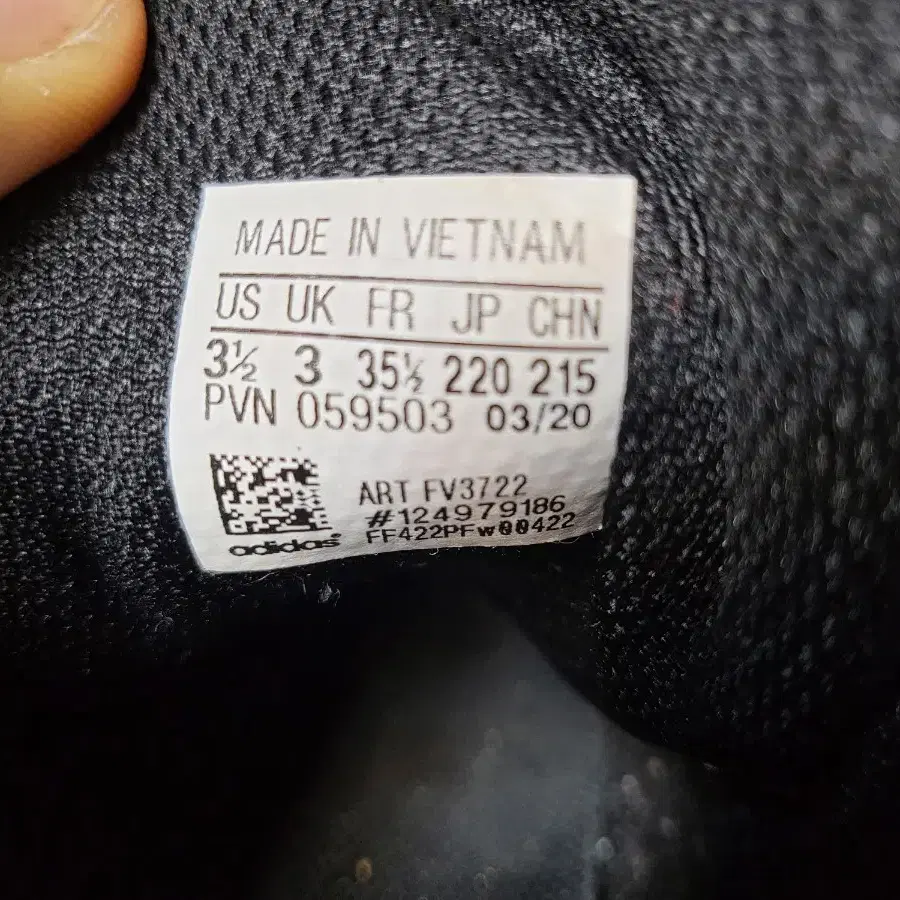 MADE IN VIETNAM
US UK FR JP CHN
3½ 3 35½ 220 215
PVN 059503 03/20
ART FV3722
#124979186
FF422PFW00422
adidas